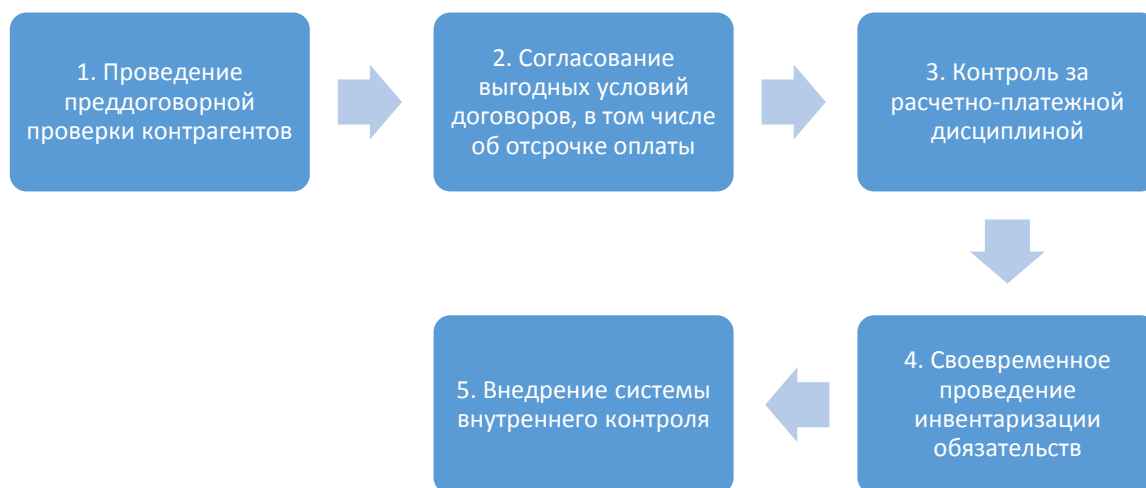 1. Проведение
преддоговорной
проверки контрагентов
2. Согласование
выгодных условий
договоров, в том числе
об отсрочке оплаты
3. Контроль за
расчетно-платежной
дисциплиной
4. Своевременное
проведение
инвентаризации
обязательств
5. Внедрение системы
внутреннего контроля